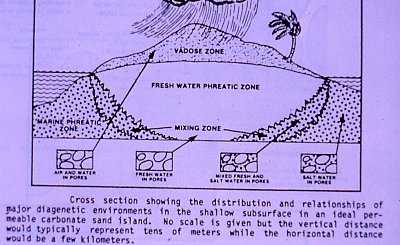 VADOSE ZONE
FRESH WATER PHREATIC ZONE
MARINE PHREATIC
ZONE
MIXING ZONE
AIR AND WATER
IN PORES
FRESH WATER
IN PORES
MIXED FRESH AND
SALT WATER IN PORES
SALT WATER
IN PORES
Cross section showing the distribution and relationships of
major diagenetic environments in the shallow subsurface in an ideal per-
meable carbonate sand island. No scale is given but the vertical distance
would typically represent tens of meters while the horizontal distance
would be a few kilometers.